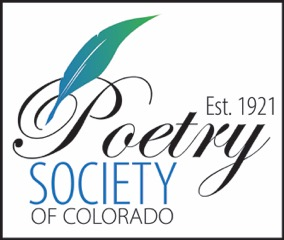 Est. 1921
Poetry
SOCIETY
OF COLORADO